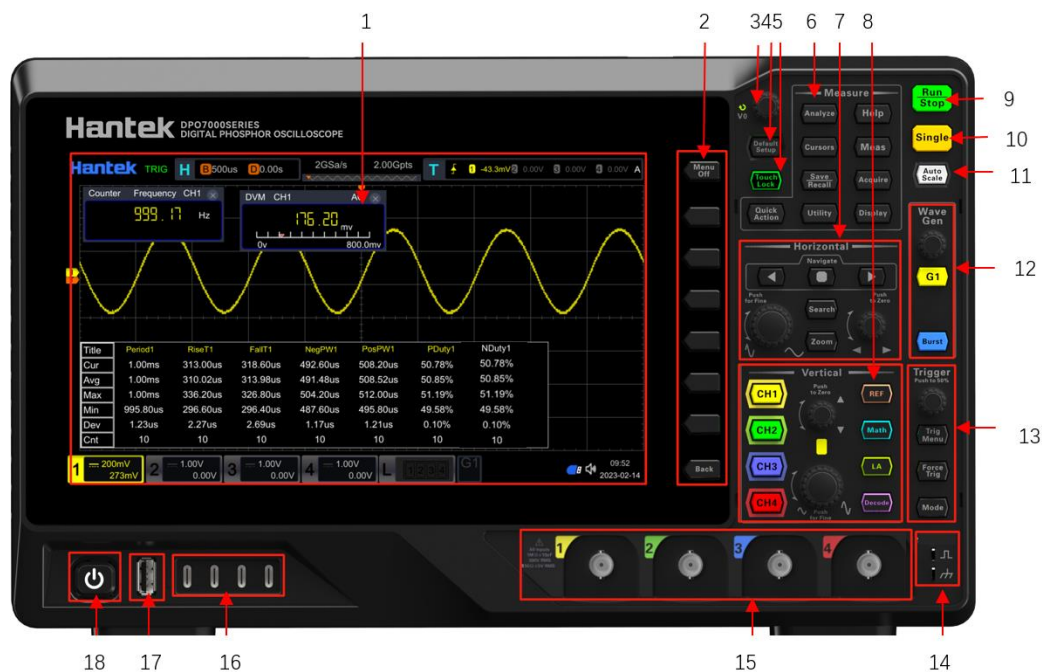 1
2
345
6
7
8
Hantek DPO7000SERIES
DIGITAL PHOSPHOR OSCILLOSCOPE
Hantek TRIG H B 500us D 0.00s 2GSa/s 2.00Gpts T 1 -43.3mV 2 0.00V 3 0.00V 4 0.00V A
Counter Frequency CH1
999.17 Hz
DVM CH1
176.20 mv
0v 800.0mv
Title Period1 RiseT1 FallT1 NegPW1 PosPW1 PDuty1 NDuty1
Cur 1.00ms 313.00us 318.60us 492.60us 508.20us 50.78% 50.78%
Avg 1.00ms 310.02us 313.98us 491.48us 508.52us 50.85% 50.85%
Max 1.00ms 336.20us 326.80us 504.20us 512.00us 51.19% 51.19%
Min 995.80us 296.60us 296.40us 487.60us 495.80us 49.58% 49.58%
Dev 1.23us 2.27us 2.69us 1.17us 1.21us 0.10% 0.10%
Cnt 10 10 10 10 10 10 10
1 200mV 2 1.00V 3 1.00V 4 1.00V L 1234 G1
273mV 0.00V 0.00V 0.00V
B 09:52
2023-02-14
Menu
Off
Back
V0
Default
Setup
Touch
Lock
Quick
Action
Measure
Analyze Help
Cursors Meas
Save
Recall
Acquire
Utility Display
Run
Stop
9
Single
10
Auto
Scale
11
Wave
Gen
G1
Burst
12
Horizontal
Navigate
Push
for Fine
Search
Zoom
Push
to Zero
Vertical
CH1
CH2
CH3
CH4
Push
to Zero
Push
for Fine
REF
Math
LA
Decode
Trigger
Push to 50%
Trig
Menu
Force
Trig
Mode
13
1
2
3
4
18
17
16
15
14